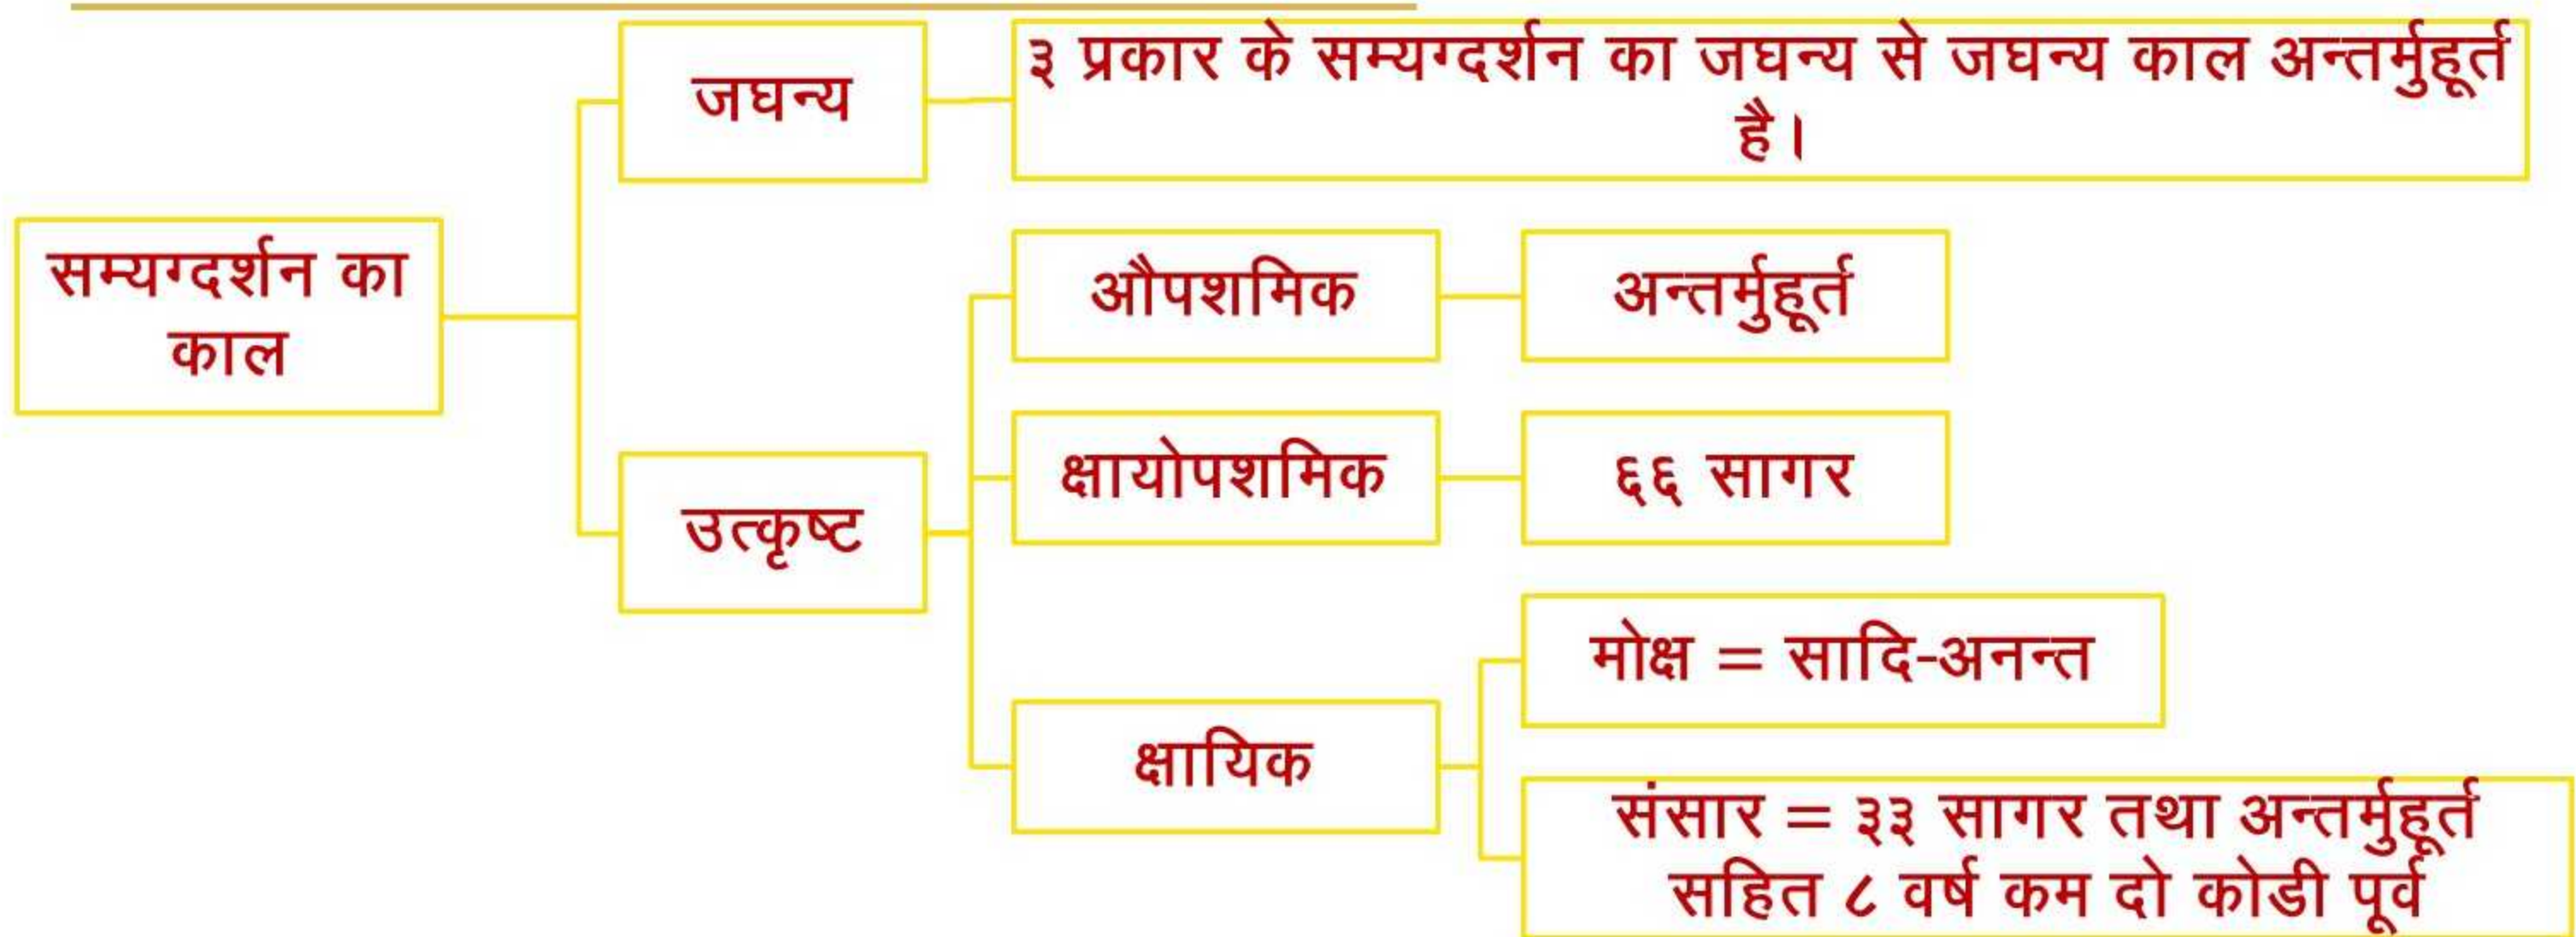 सम्यग्दर्शन का
काल
जघन्य
३ प्रकार के सम्यग्दर्शन का जघन्य से जघन्य काल अन्तर्मुहूर्त
है।
उत्कृष्ट
औपशमिक
अन्तर्मुहूर्त
क्षायोपशमिक
६६ सागर
क्षायिक
मोक्ष = सादि-अनन्त
संसार = ३३ सागर तथा अन्तर्मुहूर्त
सहित ८ वर्ष कम दो कोडी पूर्व